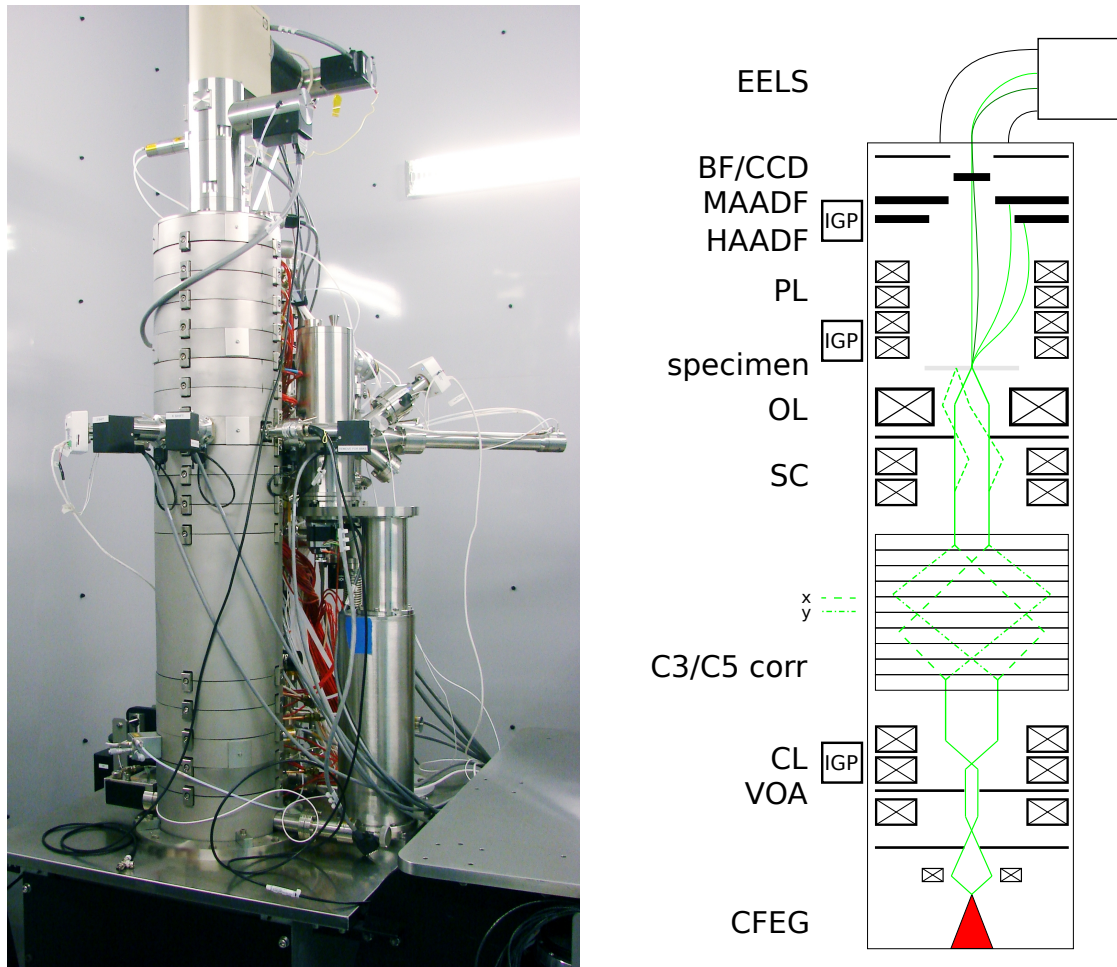 EELS
BF/CCD
MAADF
IGP
HAADF
PL
IGP
specimen
OL
SC
x
y
C3/C5 corr
CL
IGP
VOA
CFEG